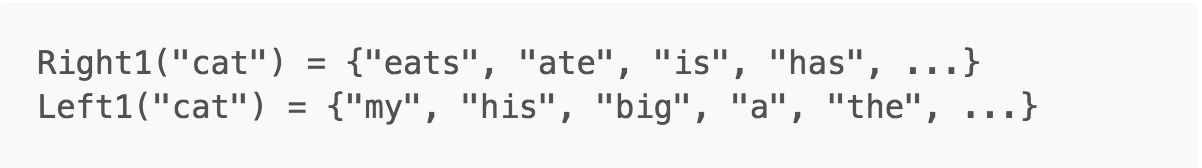 Right1("cat") = {"eats", "ate", "is", "has", ...}
Left1("cat") = {"my", "his", "big", "a", "the", ...}